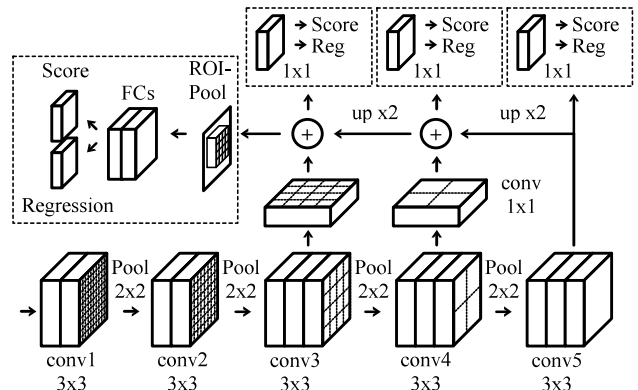 Score
Reg
1x1
Score
Reg
1x1
Score
Reg
1x1
Score
FCs
ROI-
Pool
Regression
+
up x2
+
up x2
conv
1x1
Pool
2x2
Pool
2x2
Pool
2x2
Pool
2x2
conv1
3x3
conv2
3x3
conv3
3x3
conv4
3x3
conv5
3x3